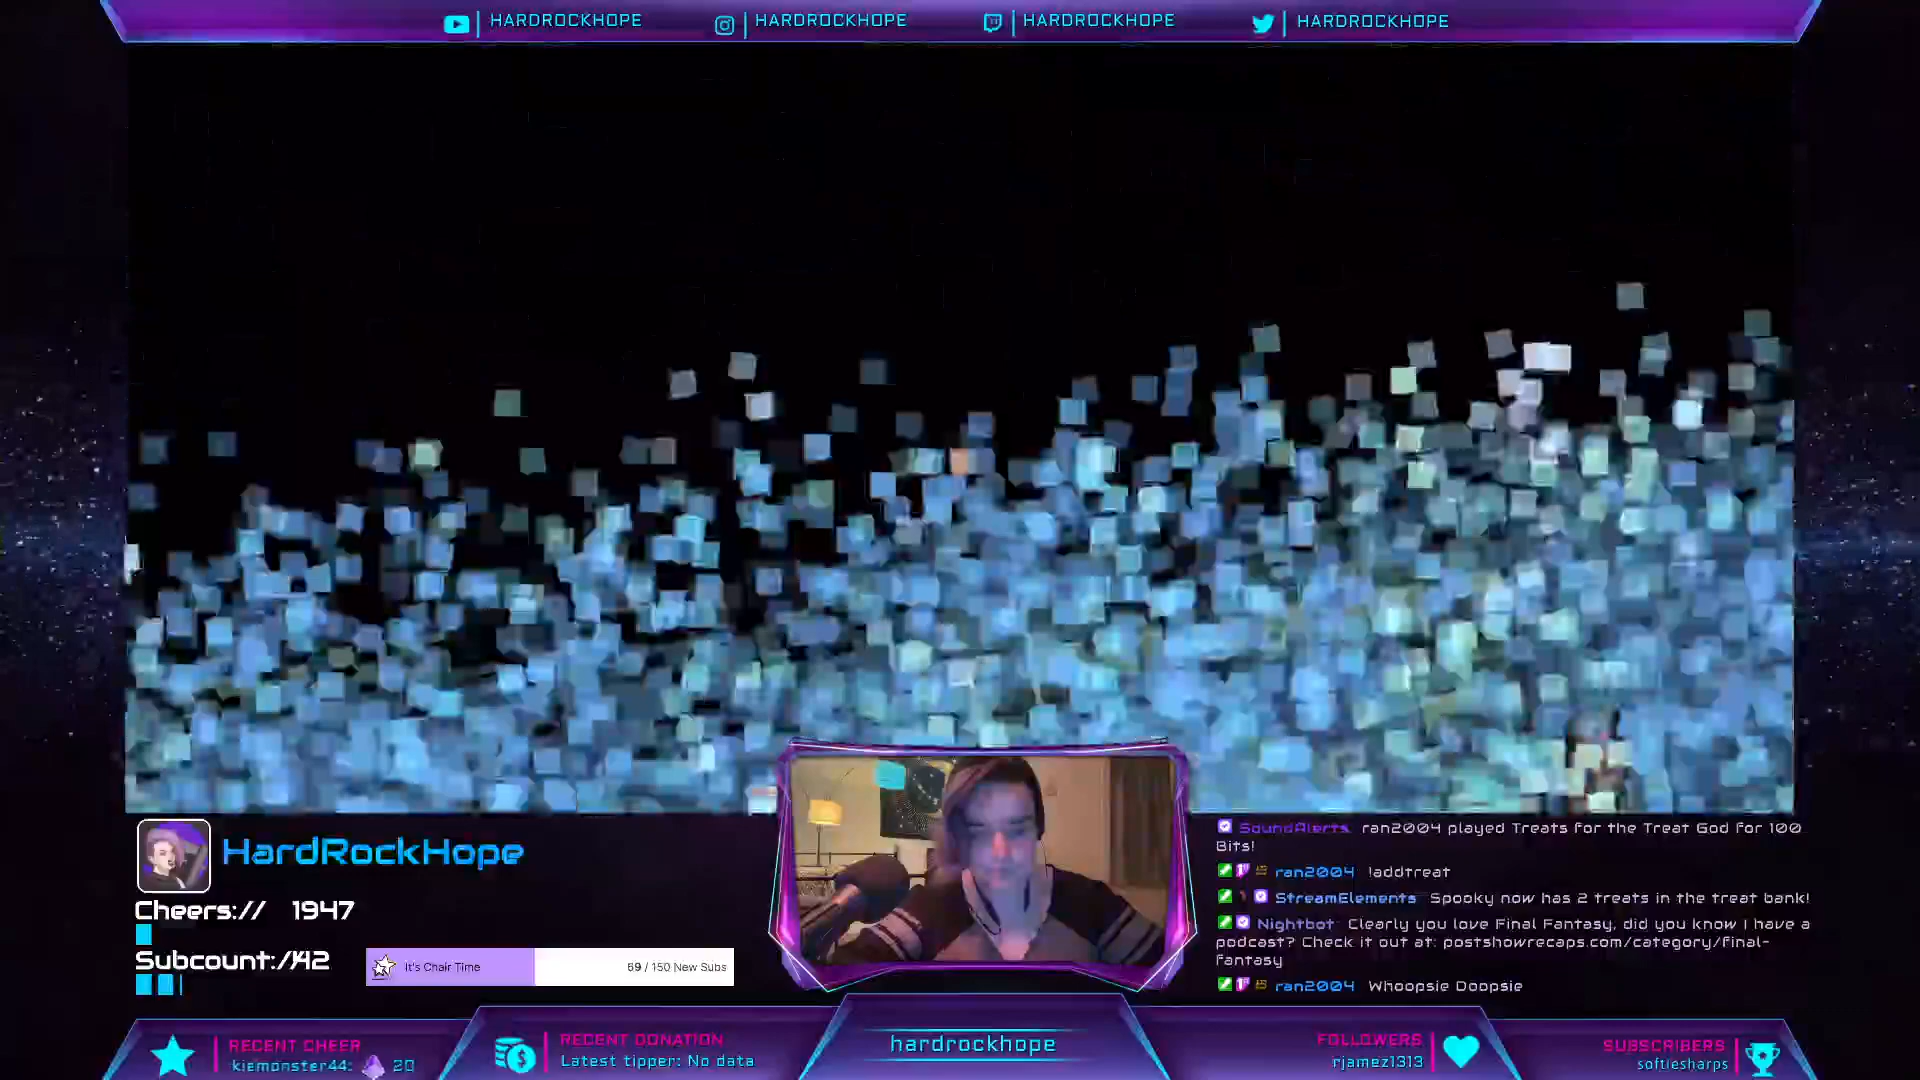 HARDROCKHOPE
HARDROCKHOPE
HARDROCKHOPE
HARDROCKHOPE
HardRockHope
Cheers:// 1947
Subcount://42
It's Chair Time
69 / 150 New Subs
SoundAlerts ran2004 played Treats for the Treat God for 100
Bits!
ran2004 !addtreat
StreamElements Spooky now has 2 treats in the treat bank!
Nightbot Clearly you love Final Fantasy, did you know I have a
podcast? Check it out at: postshowrecaps.com/category/final-
fantasy
ran2004 Whoopsie Doopsie
RECENT CHEER
kiemonster44: 20
RECENT DONATION
Latest tipper: No data
hardrockhope
FOLLOWERS
rjamez1313
SUBSCRIBERS
softiesharps